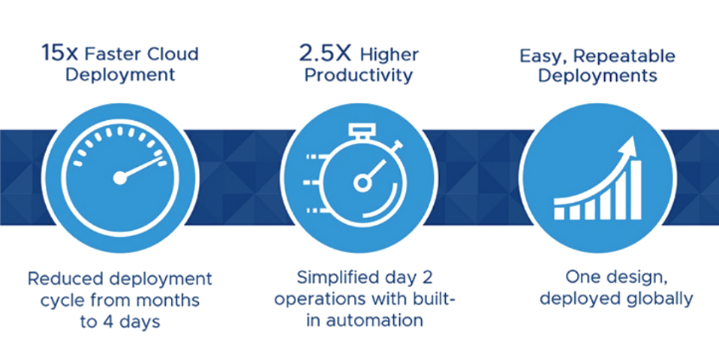 15x Faster Cloud
Deployment
2.5X Higher
Productivity
Easy, Repeatable
Deployments
Reduced deployment
cycle from months
to 4 days
Simplified day 2
operations with built-
in automation
One design,
deployed globally